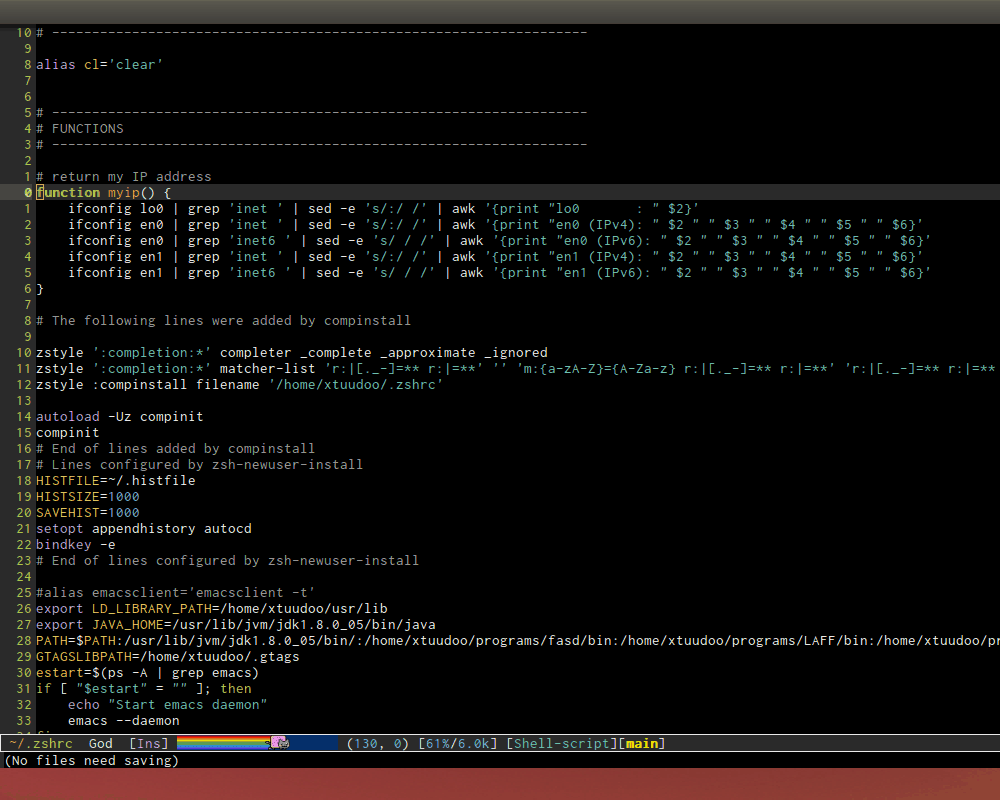 10 # -------------------------------------------------------------------
9
8 alias cl='clear'
7
6
5 # -------------------------------------------------------------------
4 # FUNCTIONS
3 # -------------------------------------------------------------------
2
1 # return my IP address
0 function myip() {
1     ifconfig lo0 | grep 'inet ' | sed -e 's/:/ /' | awk '{print "lo0       : " $2}'
2     ifconfig en0 | grep 'inet ' | sed -e 's/:/ /' | awk '{print "en0 (IPv4): " $2 " " $3 " " $4 " " $5 " " $6}'
3     ifconfig en0 | grep 'inet6 ' | sed -e 's/ / /' | awk '{print "en0 (IPv6): " $2 " " $3 " " $4 " " $5 " " $6}'
4     ifconfig en1 | grep 'inet ' | sed -e 's/:/ /' | awk '{print "en1 (IPv4): " $2 " " $3 " " $4 " " $5 " " $6}'
5     ifconfig en1 | grep 'inet6 ' | sed -e 's/ / /' | awk '{print "en1 (IPv6): " $2 " " $3 " " $4 " " $5 " " $6}'
6 }
7
8 # The following lines were added by compinstall
9
10 zstyle ':completion:*' completer _complete _approximate _ignored
11 zstyle ':completion:*' matcher-list 'r:|[._-]=** r:|=**' '' 'm:{a-zA-Z}={A-Za-z} r:|[._-]=** r:|=**' 'r:|[._-]=** r:|=**
12 zstyle :compinstall filename '/home/xtuudoo/.zshrc'
13
14 autoload -Uz compinit
15 compinit
16 # End of lines added by compinstall
17 # Lines configured by zsh-newuser-install
18 HISTFILE=~/.histfile
19 HISTSIZE=1000
20 SAVEHIST=1000
21 setopt appendhistory autocd
22 bindkey -e
23 # End of lines configured by zsh-newuser-install
24
25 #alias emacsclient='emacsclient -t'
26 export LD_LIBRARY_PATH=/home/xtuudoo/usr/lib
27 export JAVA_HOME=/usr/lib/jvm/jdk1.8.0_05/bin/java
28 PATH=$PATH:/usr/lib/jvm/jdk1.8.0_05/bin/:/home/xtuudoo/programs/fasd/bin:/home/xtuudoo/programs/LAFF/bin:/home/xtuudoo/pr
29 GTAGSLIBPATH=/home/xtuudoo/.gtags
30 estart=$(ps -A | grep emacs)
31 if [ "$estart" = "" ]; then
32     echo "Start emacs daemon"
33     emacs --daemon
~/.zshrc  God  [Ins] (130, 0) [61%/6.0k] [Shell-script][main]
(No files need saving)